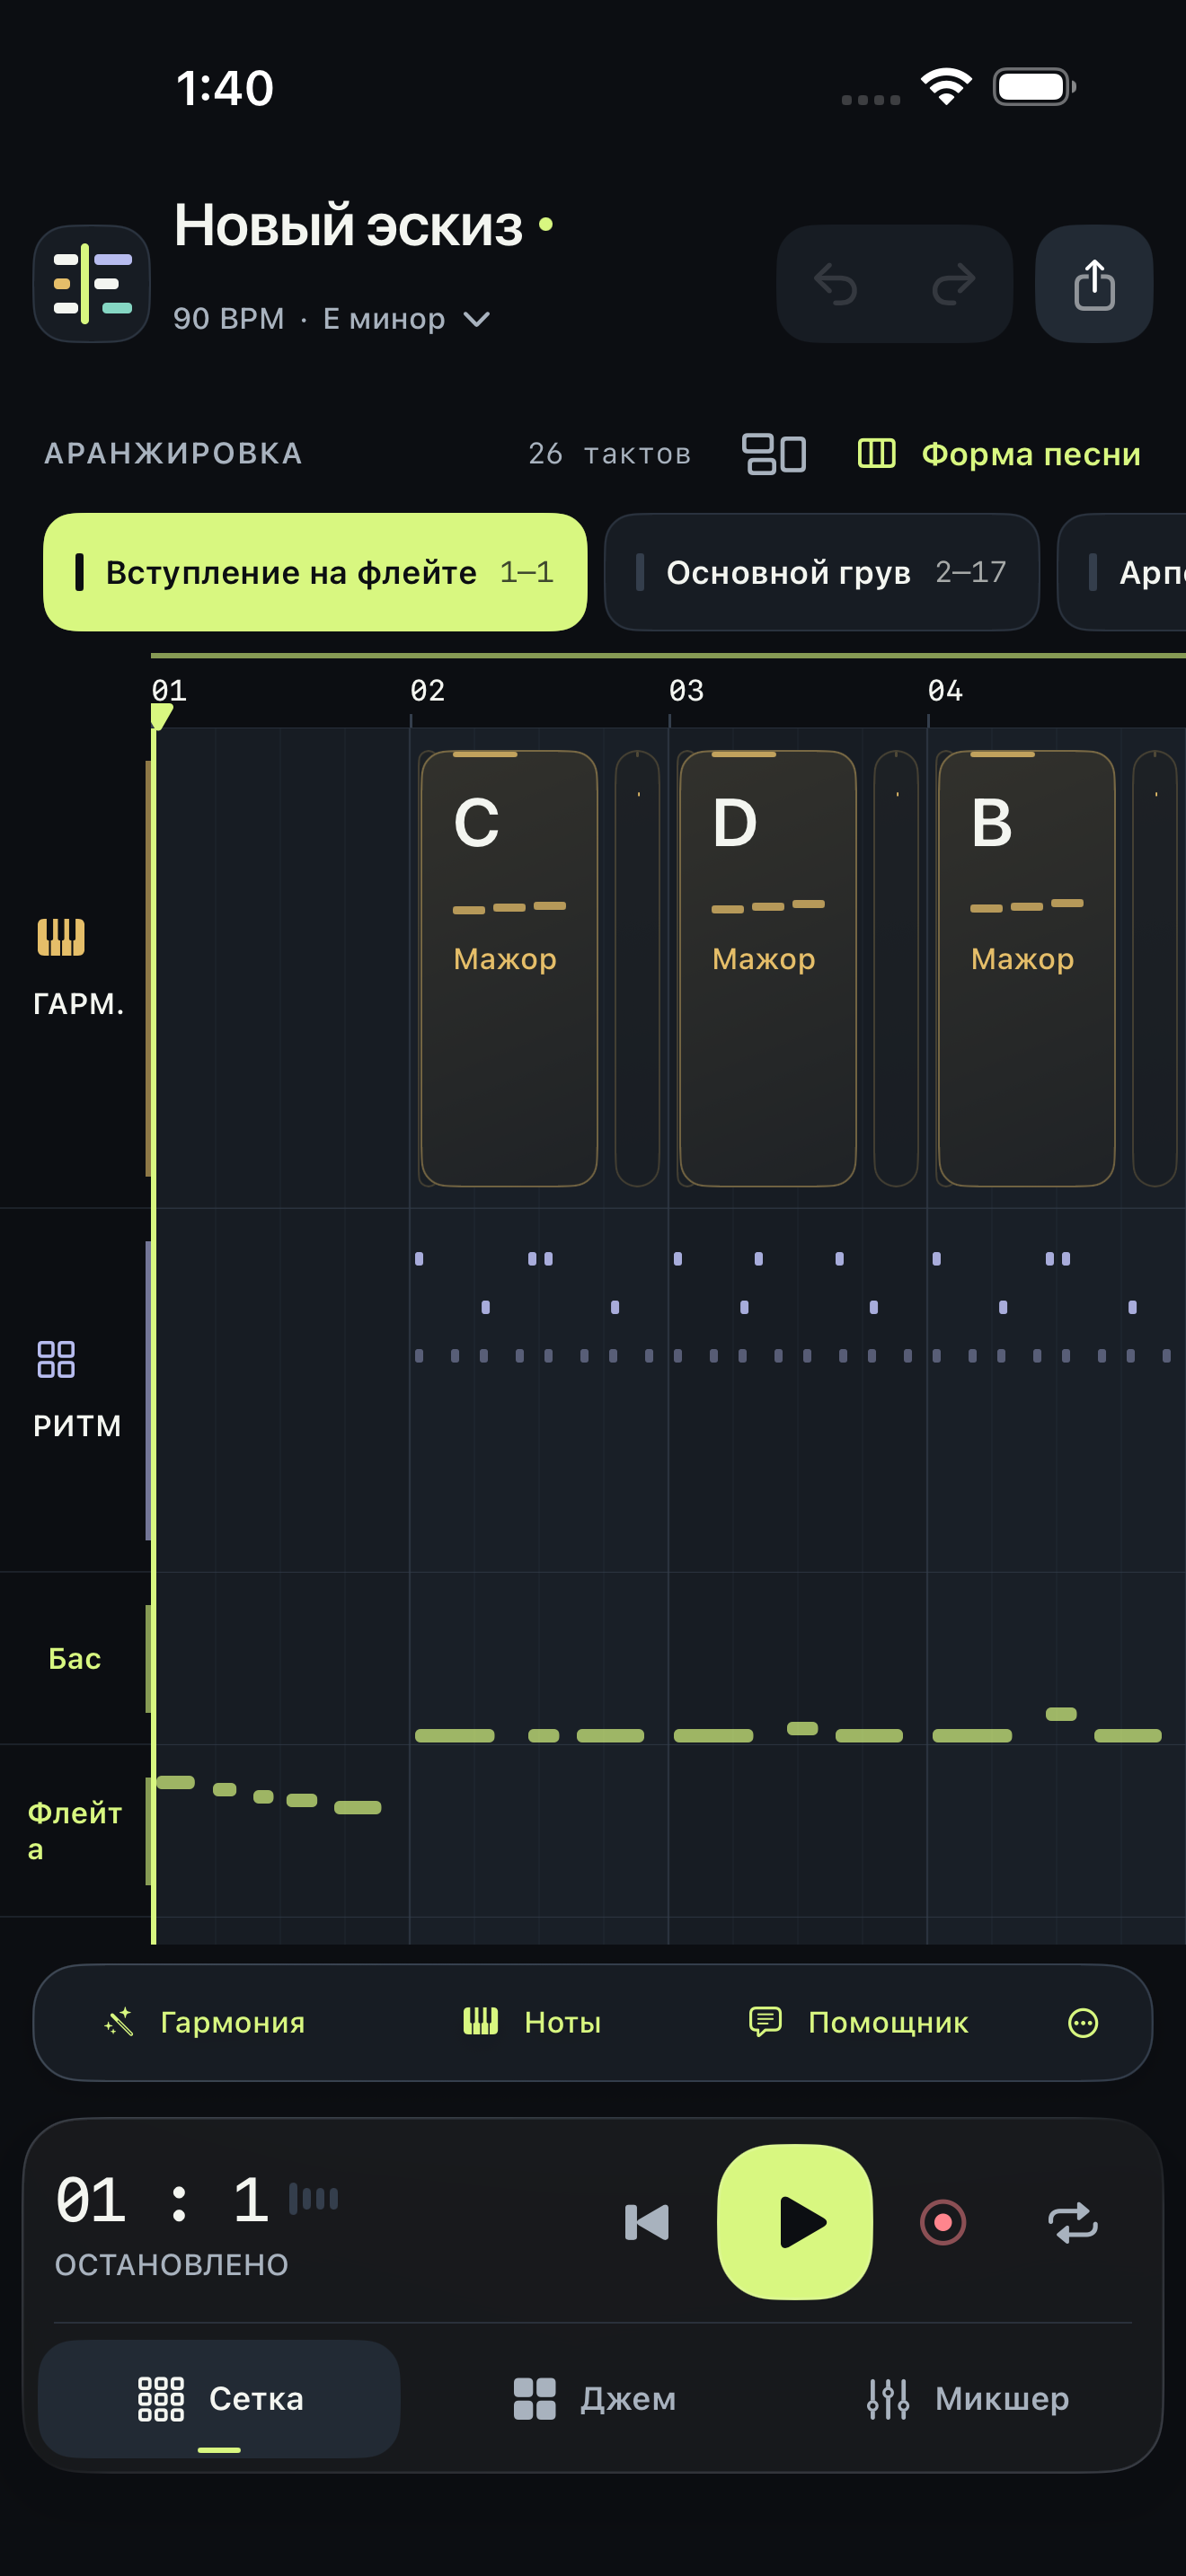 1:40
Новый эскиз •
90 BPM · E минор
АРАНЖИРОВКА 26 тактов Форма песни
Вступление на флейте 1—1 Основной грув 2—17 Арп
01 02 03 04
C D B
Мажор Мажор Мажор
ГАРМ.
РИТМ
Бас
Флейт
а
Гармония Ноты Помощник
01 : 1
ОСТАНОВЛЕНО
Сетка Джем Микшер